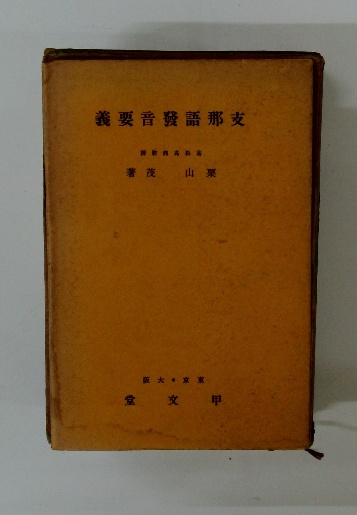 支那語發音要義
栗山茂著
東京・大阪
甲文堂